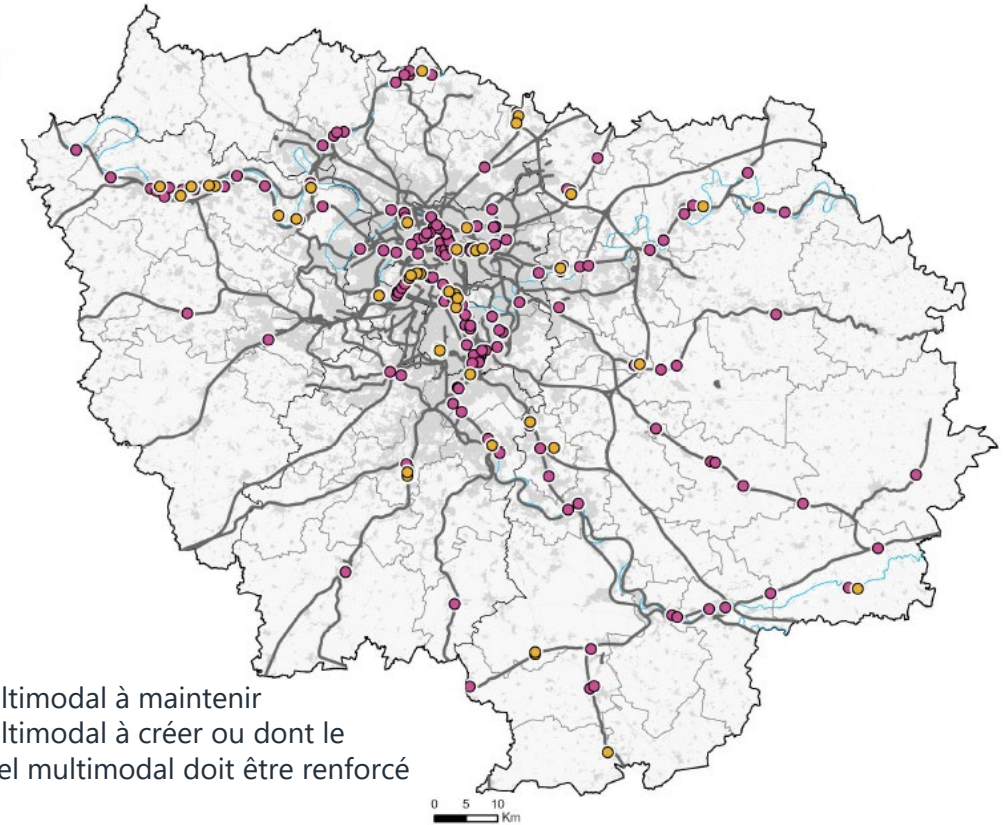 ltimodal à maintenir
ltimodal à créer ou dont le
el multimodal doit être renforcé
0 5 10
Km